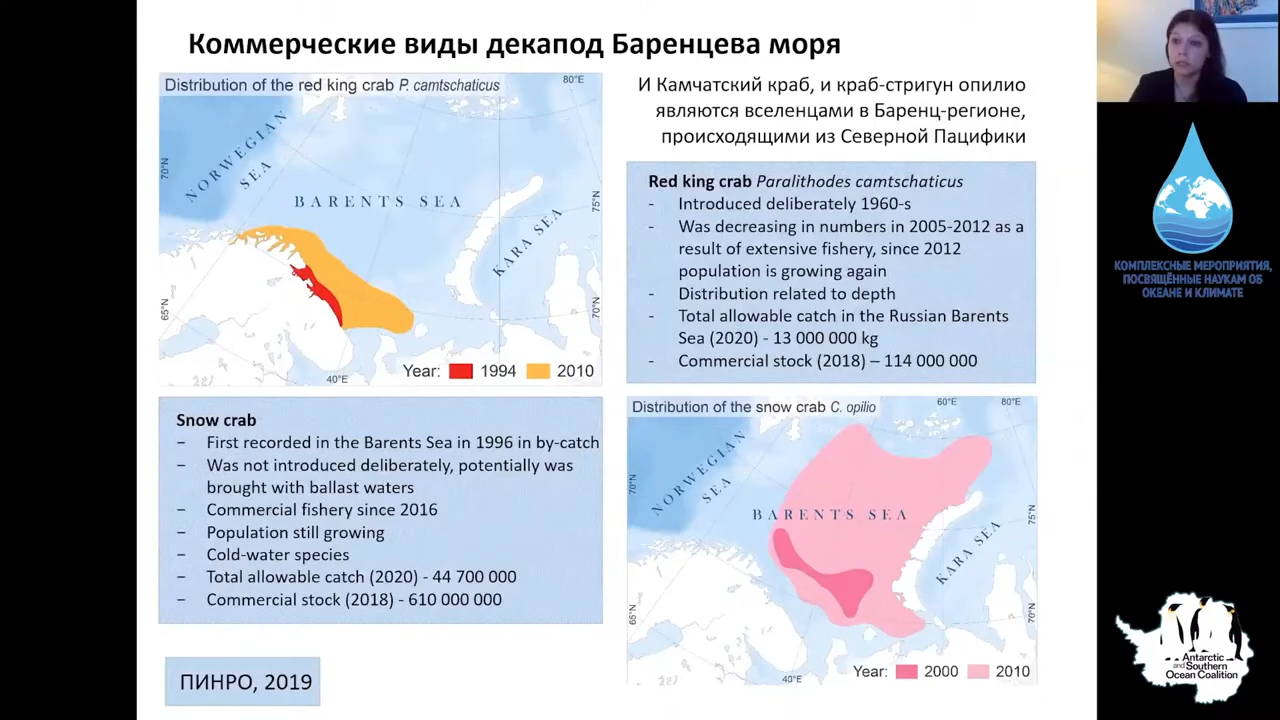 Коммерческие виды декапод Баренцева моря
Distribution of the red king crab P. camtschaticus
80°E
NORWEGIAN
SEA
70°N
BARENTS SEA
75°N
KARA SEA
65°N
70°N
40°E
Year: 1994 2010
И Камчатский краб, и краб-стригун опилио
являются вселенцами в Баренц-регионе,
происходящими из Северной Пацифики
Red king crab Paralithodes camtschaticus
- Introduced deliberately 1960-s
- Was decreasing in numbers in 2005-2012 as a
result of extensive fishery, since 2012
population is growing again
- Distribution related to depth
- Total allowable catch in the Russian Barents
Sea (2020) - 13 000 000 kg
- Commercial stock (2018) – 114 000 000
Snow crab
− First recorded in the Barents Sea in 1996 in by-catch
− Was not introduced deliberately, potentially was
brought with ballast waters
− Commercial fishery since 2016
− Population still growing
− Cold-water species
− Total allowable catch (2020) - 44 700 000
− Commercial stock (2018) - 610 000 000
Distribution of the snow crab C. opilio
60°E 80°E
NORWEGIAN
SEA
70°N
BARENTS SEA
75°N
KARA SEA
65°N
70°N
40°E
Year: 2000 2010
ПИНРО, 2019
КОМПЛЕКСНЫЕ МЕРОПРИЯТИЯ,
ПОСВЯЩЁННЫЕ НАУКАМ ОБ
ОКЕАНЕ И КЛИМАТЕ
Antarctic
and Southern
Ocean Coalition